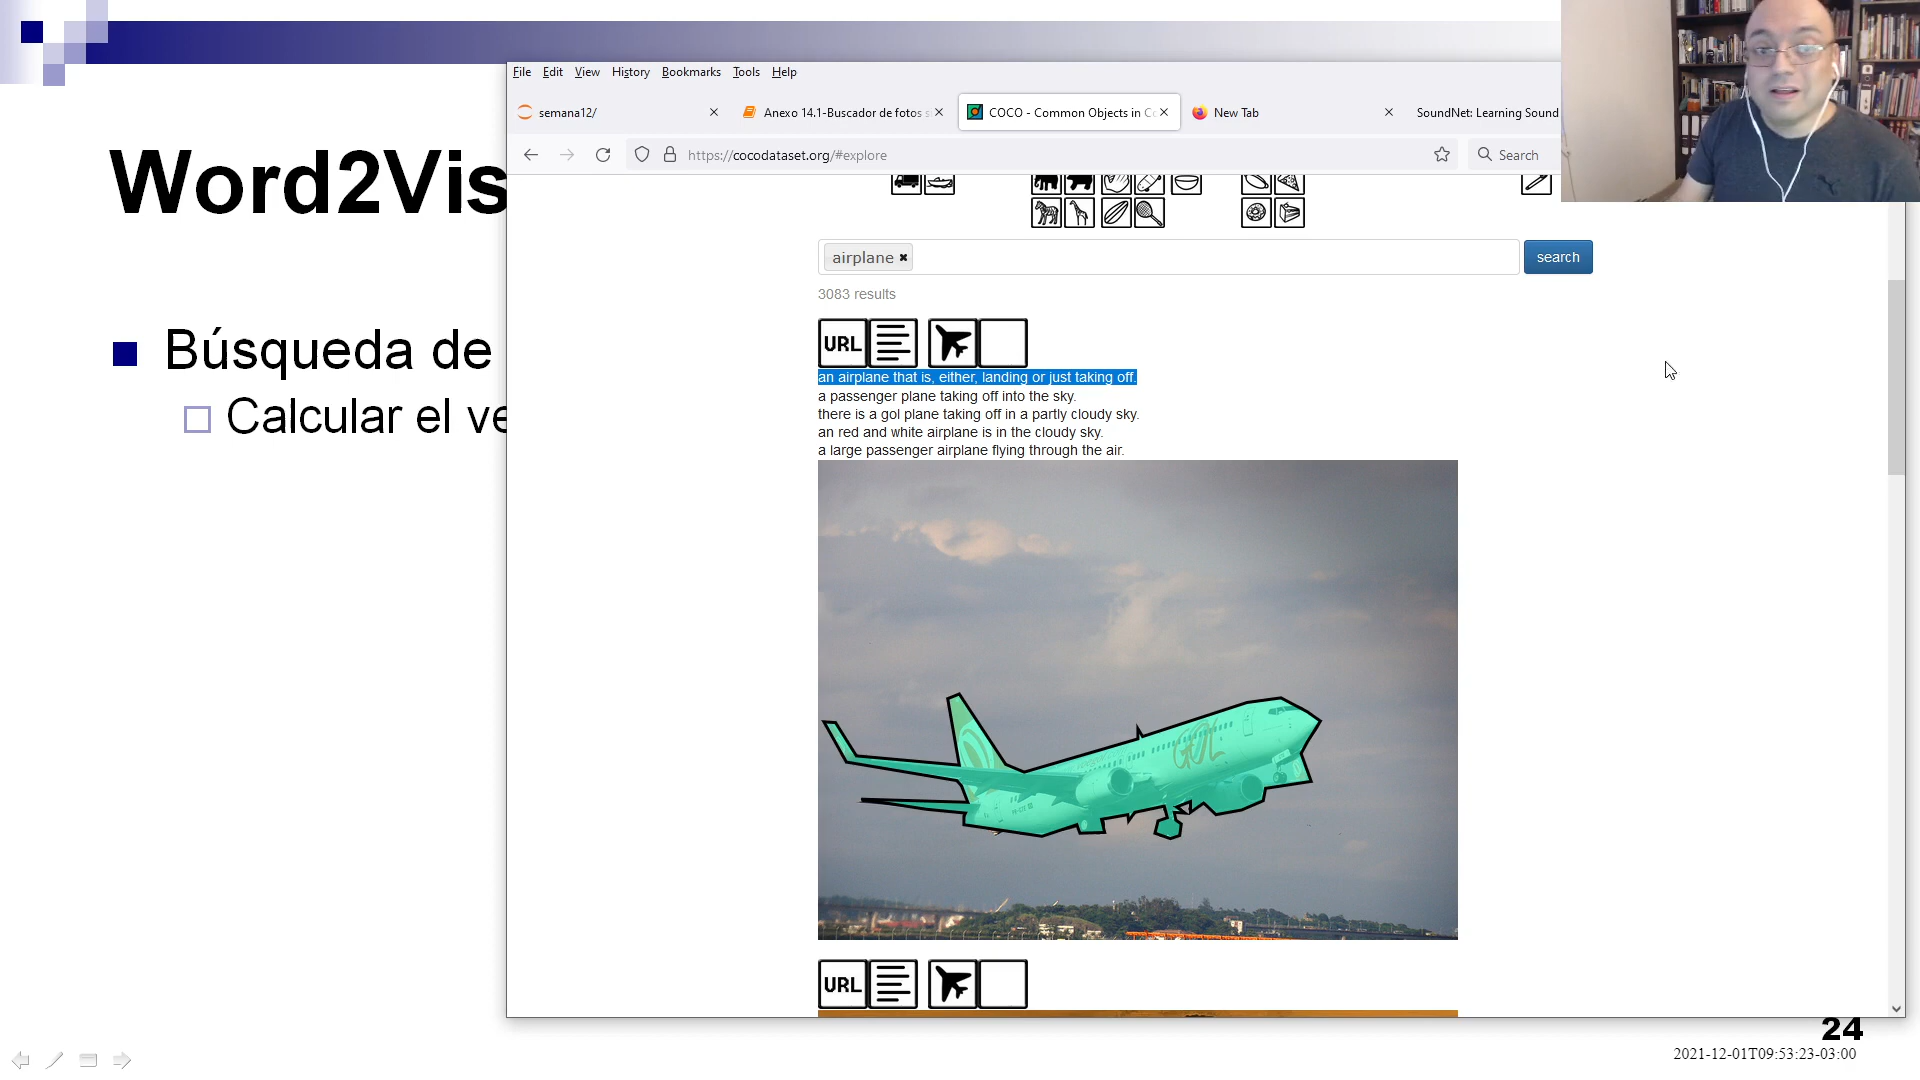 Word2Vis
Búsqueda de
Calcular el ve
File Edit View History Bookmarks Tools Help
semana12/
Anexo 14.1-Buscador de fotos s
COCO - Common Objects in Co
New Tab
SoundNet: Learning Sound
https://cocodataset.org/#explore
Search
airplane
search
3083 results
URL
an airplane that is, either, landing or just taking off.
a passenger plane taking off into the sky.
there is a gol plane taking off in a partly cloudy sky.
an red and white airplane is in the cloudy sky.
a large passenger airplane flying through the air.
GOL
URL
24
2021-12-01T09:53:23-03:00